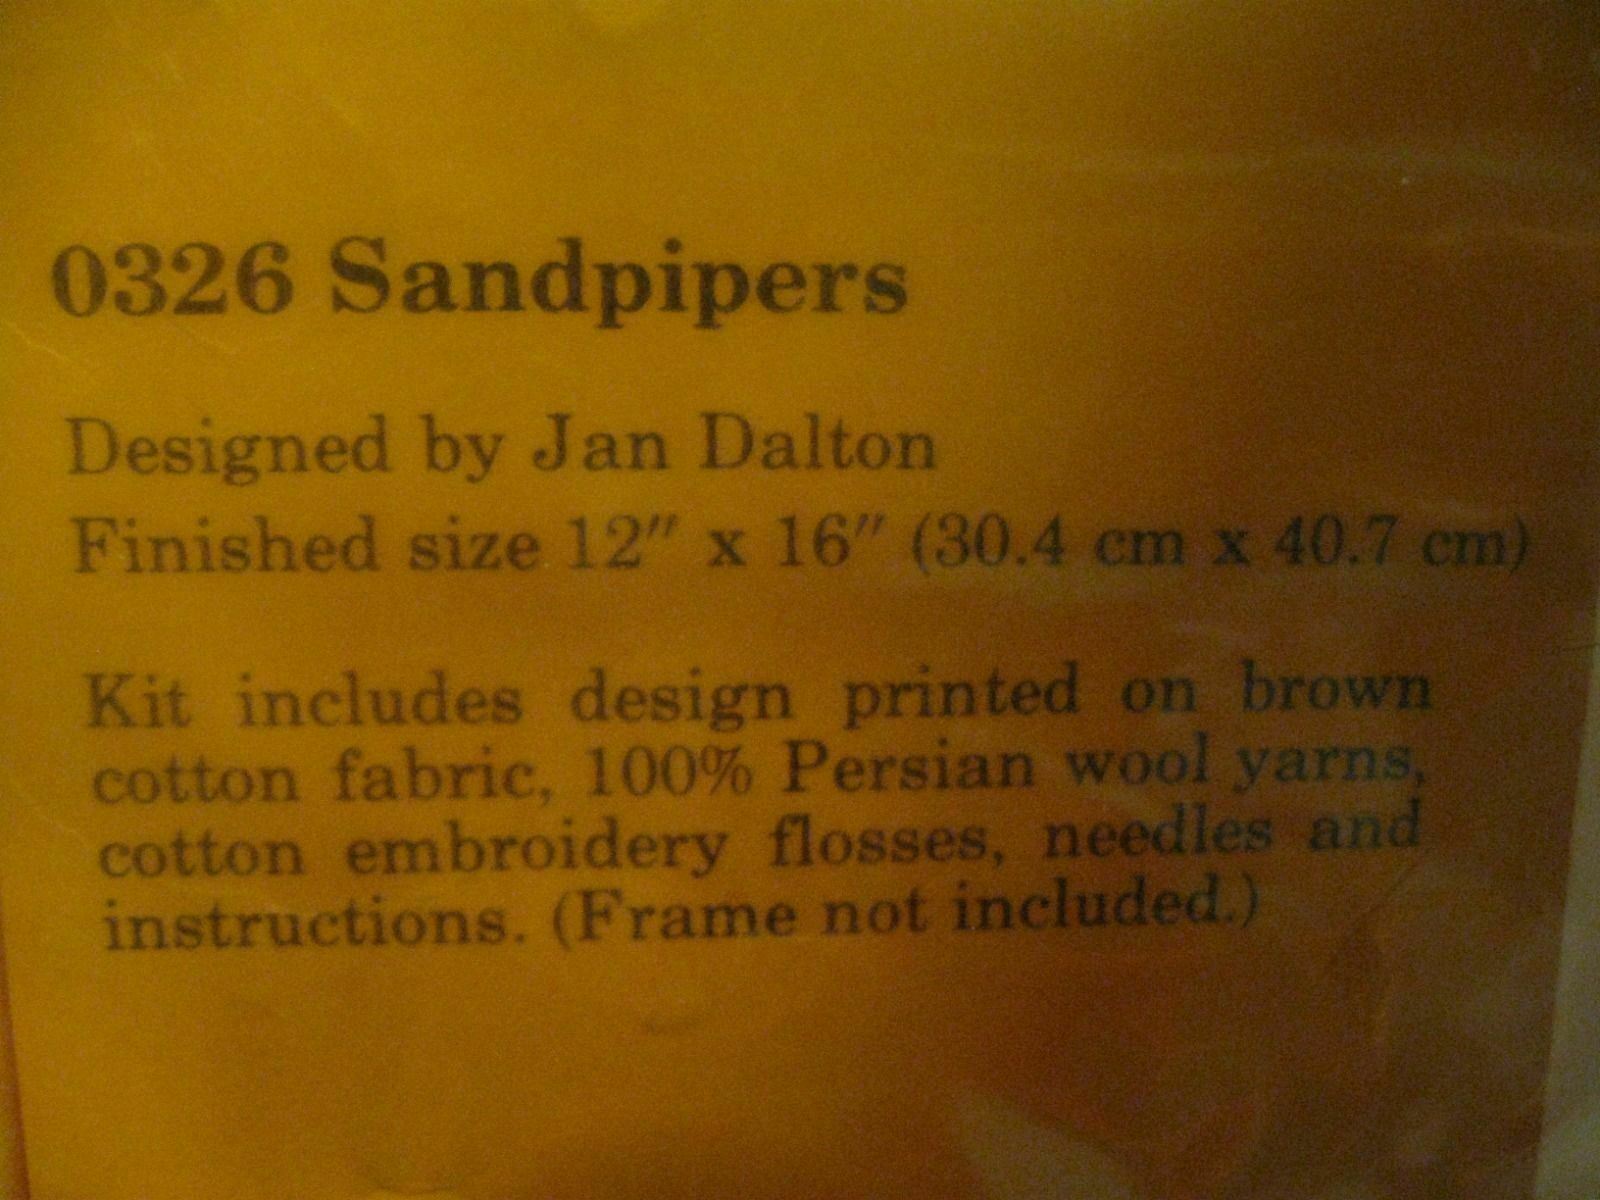 0326 Sandpipers
Designed by Jan Dalton
Finished size 12" x 16" (30.4 cm x 40.7 cm)
Kit includes design printed on brown
cotton fabric, 100% Persian wool yarns,
cotton embroidery flosses, needles and
instructions. (Frame not included.)